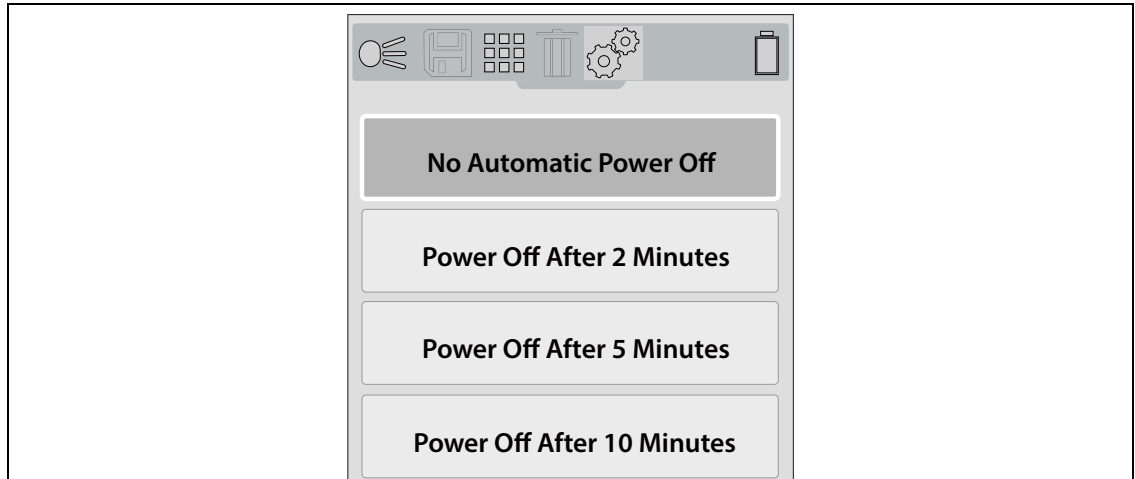 No Automatic Power Off
Power Off After 2 Minutes
Power Off After 5 Minutes
Power Off After 10 Minutes